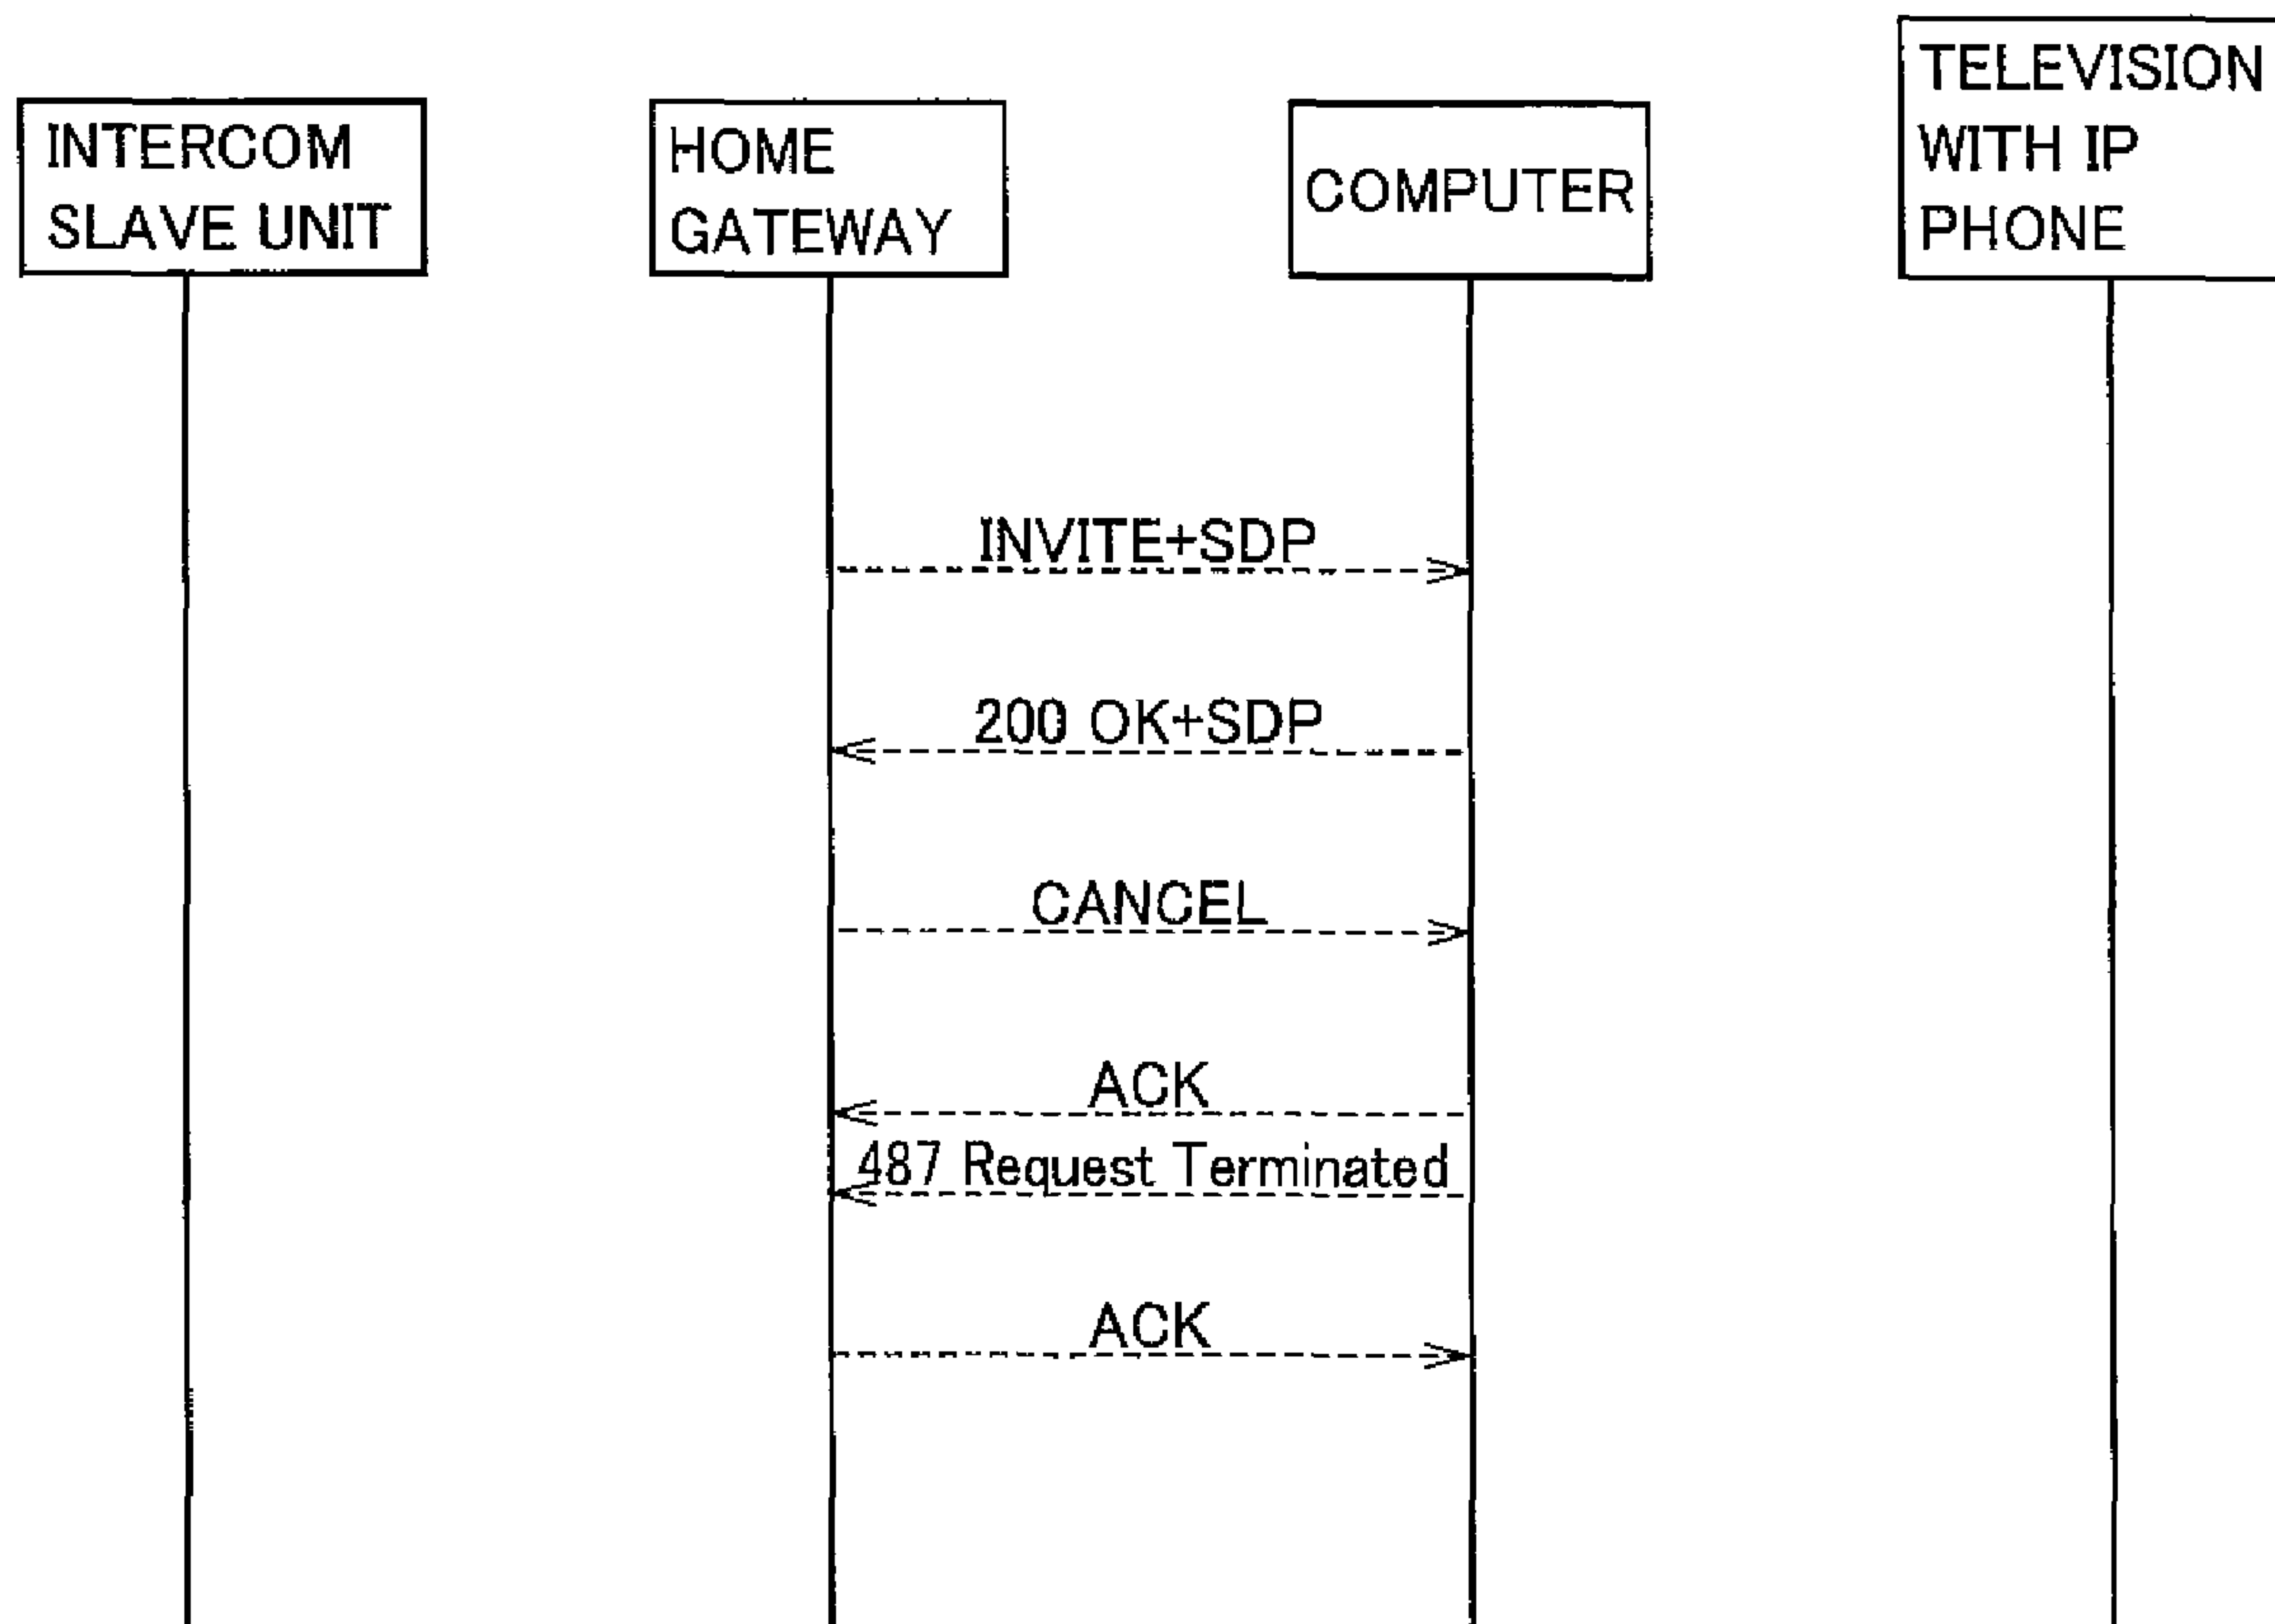 INTERCOM
SLAVE UNIT
HOME
GATEWAY
COMPUTER
TELEVISION
WITH IP
PHONE
INVITE+SDP
200 OK+SDP
CANCEL
ACK
487 Request Terminated
ACK